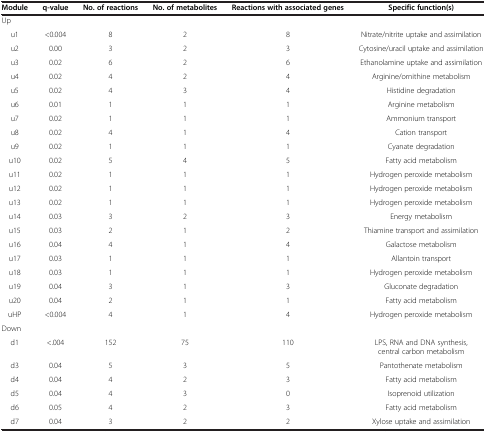 Module q-value No. of reactions No. of metabolites Reactions with associated genes Specific function(s)
Up
u1 <0.004 8 2 8 Nitrate/nitrite uptake and assimilation
u2 0.00 3 2 3 Cytosine/uracil uptake and assimilation
u3 0.02 6 2 6 Ethanolamine uptake and assimilation
u4 0.02 4 2 4 Arginine/ornithine metabolism
u5 0.02 4 3 4 Histidine degradation
u6 0.01 1 1 1 Arginine metabolism
u7 0.02 1 1 1 Ammonium transport
u8 0.02 4 1 4 Cation transport
u9 0.02 1 1 1 Cyanate degradation
u10 0.02 5 4 5 Fatty acid metabolism
u11 0.02 1 1 1 Hydrogen peroxide metabolism
u12 0.02 1 1 1 Hydrogen peroxide metabolism
u13 0.02 1 1 1 Hydrogen peroxide metabolism
u14 0.03 3 2 3 Energy metabolism
u15 0.03 2 1 2 Thiamine transport and assimilation
u16 0.04 4 1 4 Galactose metabolism
u17 0.03 1 1 1 Allantoin transport
u18 0.03 1 1 1 Hydrogen peroxide metabolism
u19 0.04 3 1 3 Gluconate degradation
u20 0.04 2 1 1 Fatty acid metabolism
uHP <0.004 4 1 4 Hydrogen peroxide metabolism
Down
d1 <.004 152 75 110 LPS, RNA and DNA synthesis,
central carbon metabolism
d3 0.04 5 3 5 Pantothenate metabolism
d4 0.04 4 2 3 Fatty acid metabolism
d5 0.04 4 3 0 Isoprenoid utilization
d6 0.05 4 2 3 Fatty acid metabolism
d7 0.04 3 2 2 Xylose uptake and assimilation